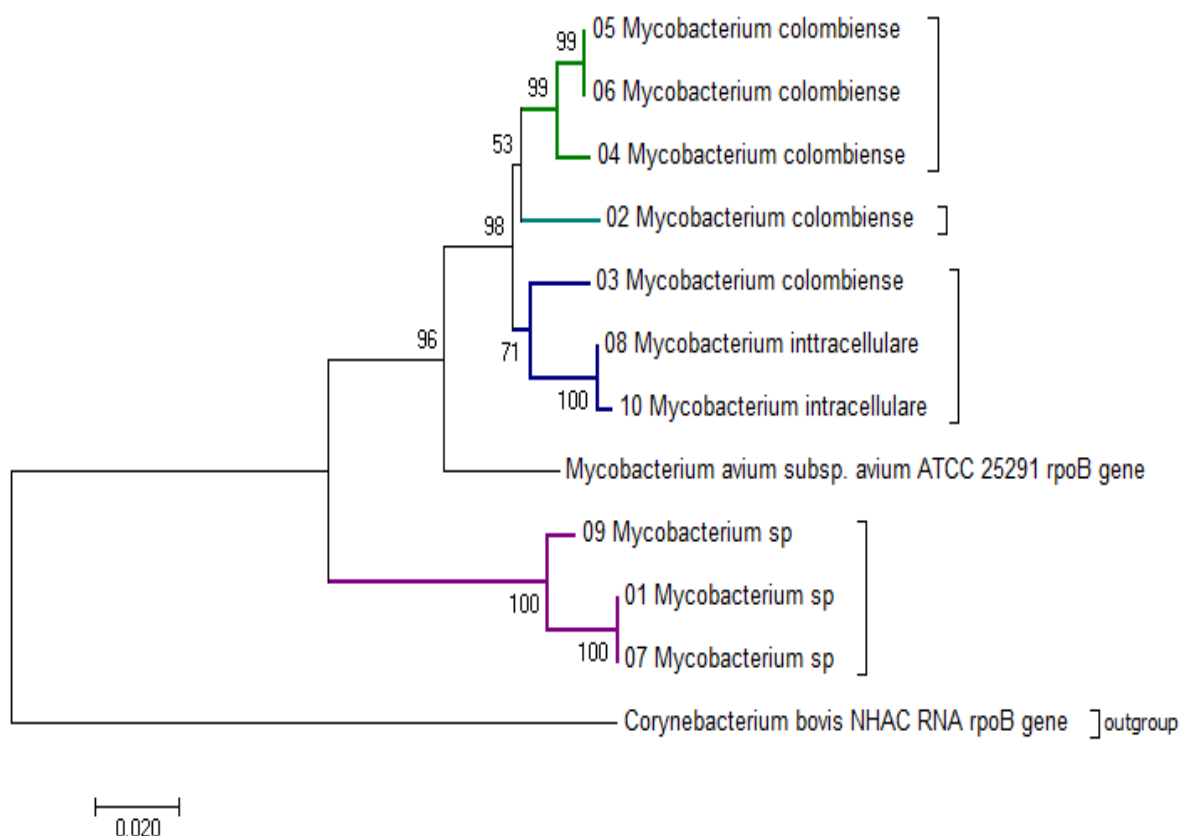 05 Mycobacterium colombiense
99
06 Mycobacterium colombiense
99
04 Mycobacterium colombiense
53
02 Mycobacterium colombiense
98
03 Mycobacterium colombiense
96
71
08 Mycobacterium inttracellulare
100
10 Mycobacterium intracellulare
Mycobacterium avium subsp. avium ATCC 25291 rpoB gene
09 Mycobacterium sp
100
01 Mycobacterium sp
100
07 Mycobacterium sp
Corynebacterium bovis NHAC RNA rpoB gene
outgroup
0.020